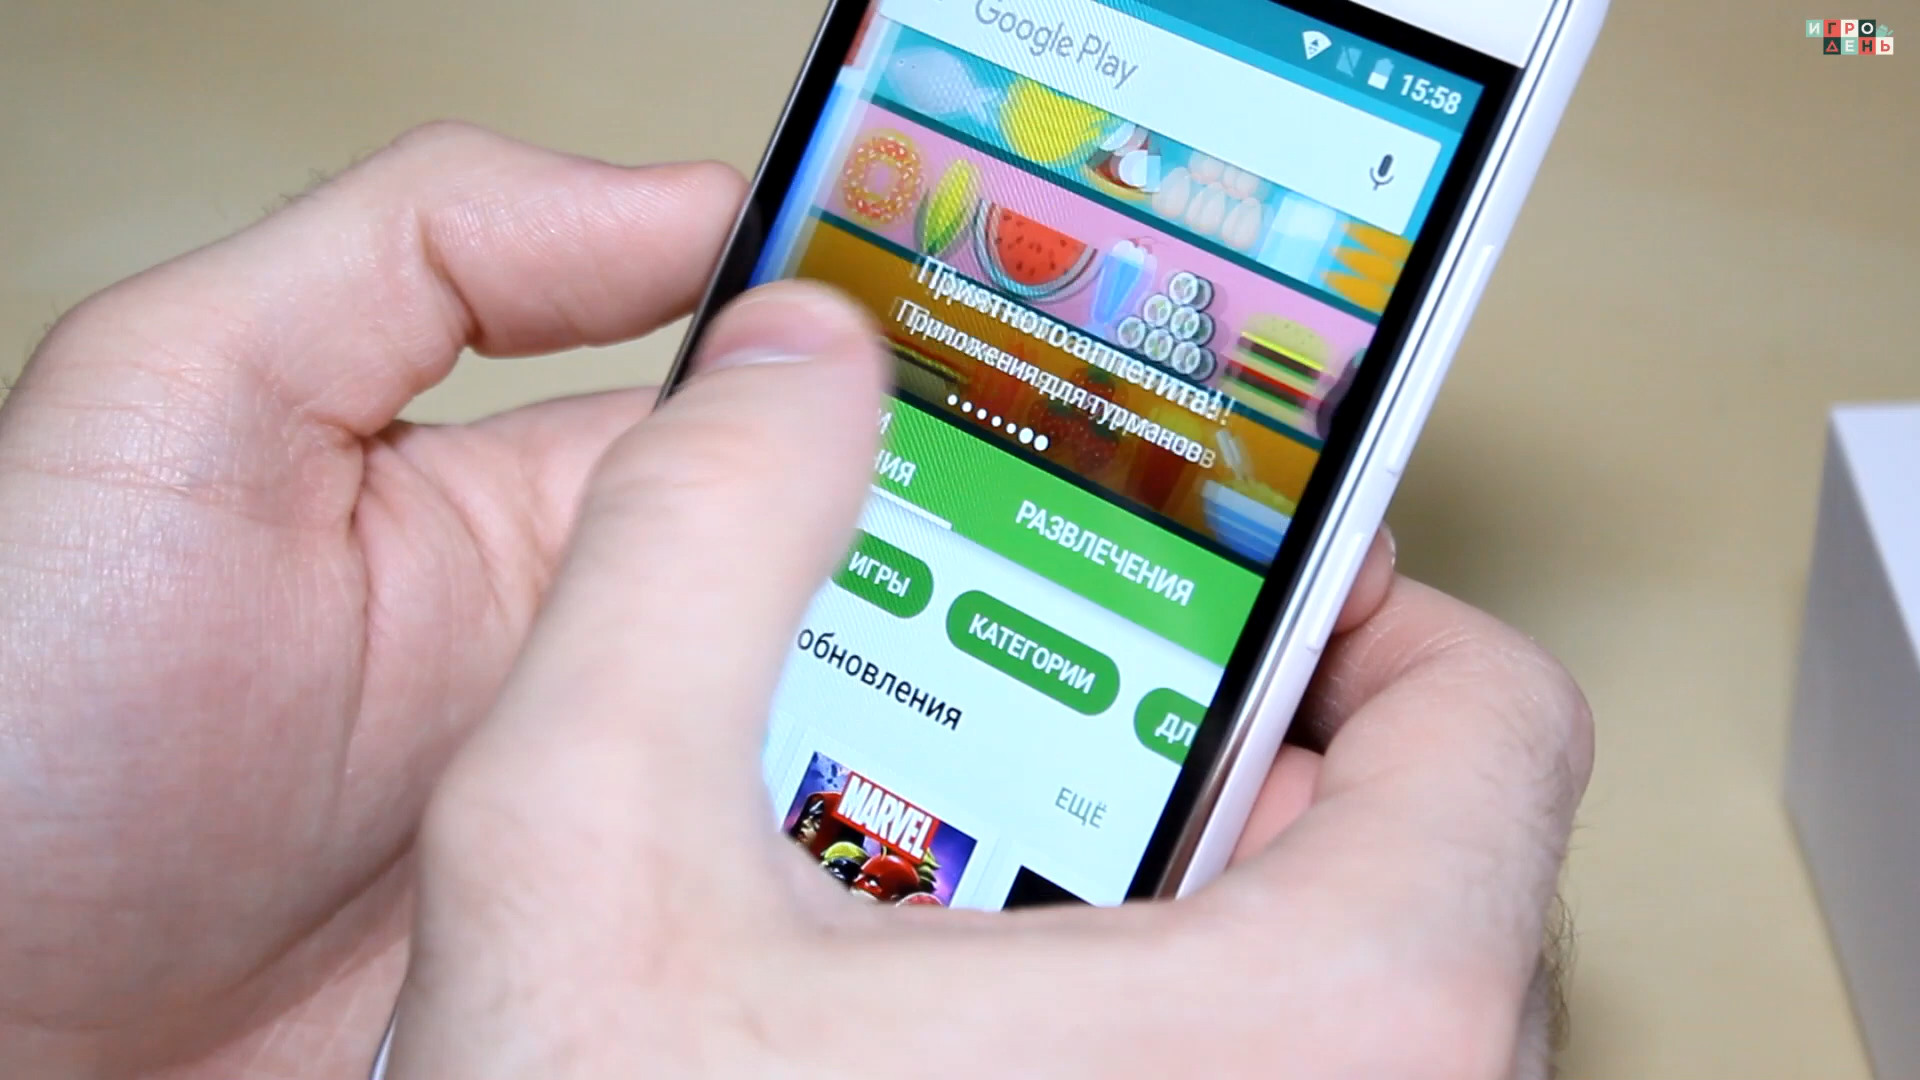 ИГРО
ДЕНЬ
15:58
Google Play
Приятного аппетита!
Приложения для гурманов
РАЗВЛЕЧЕНИЯ
ИГРЫ
КАТЕГОРИИ
обновления
ЕЩЁ
MARVEL